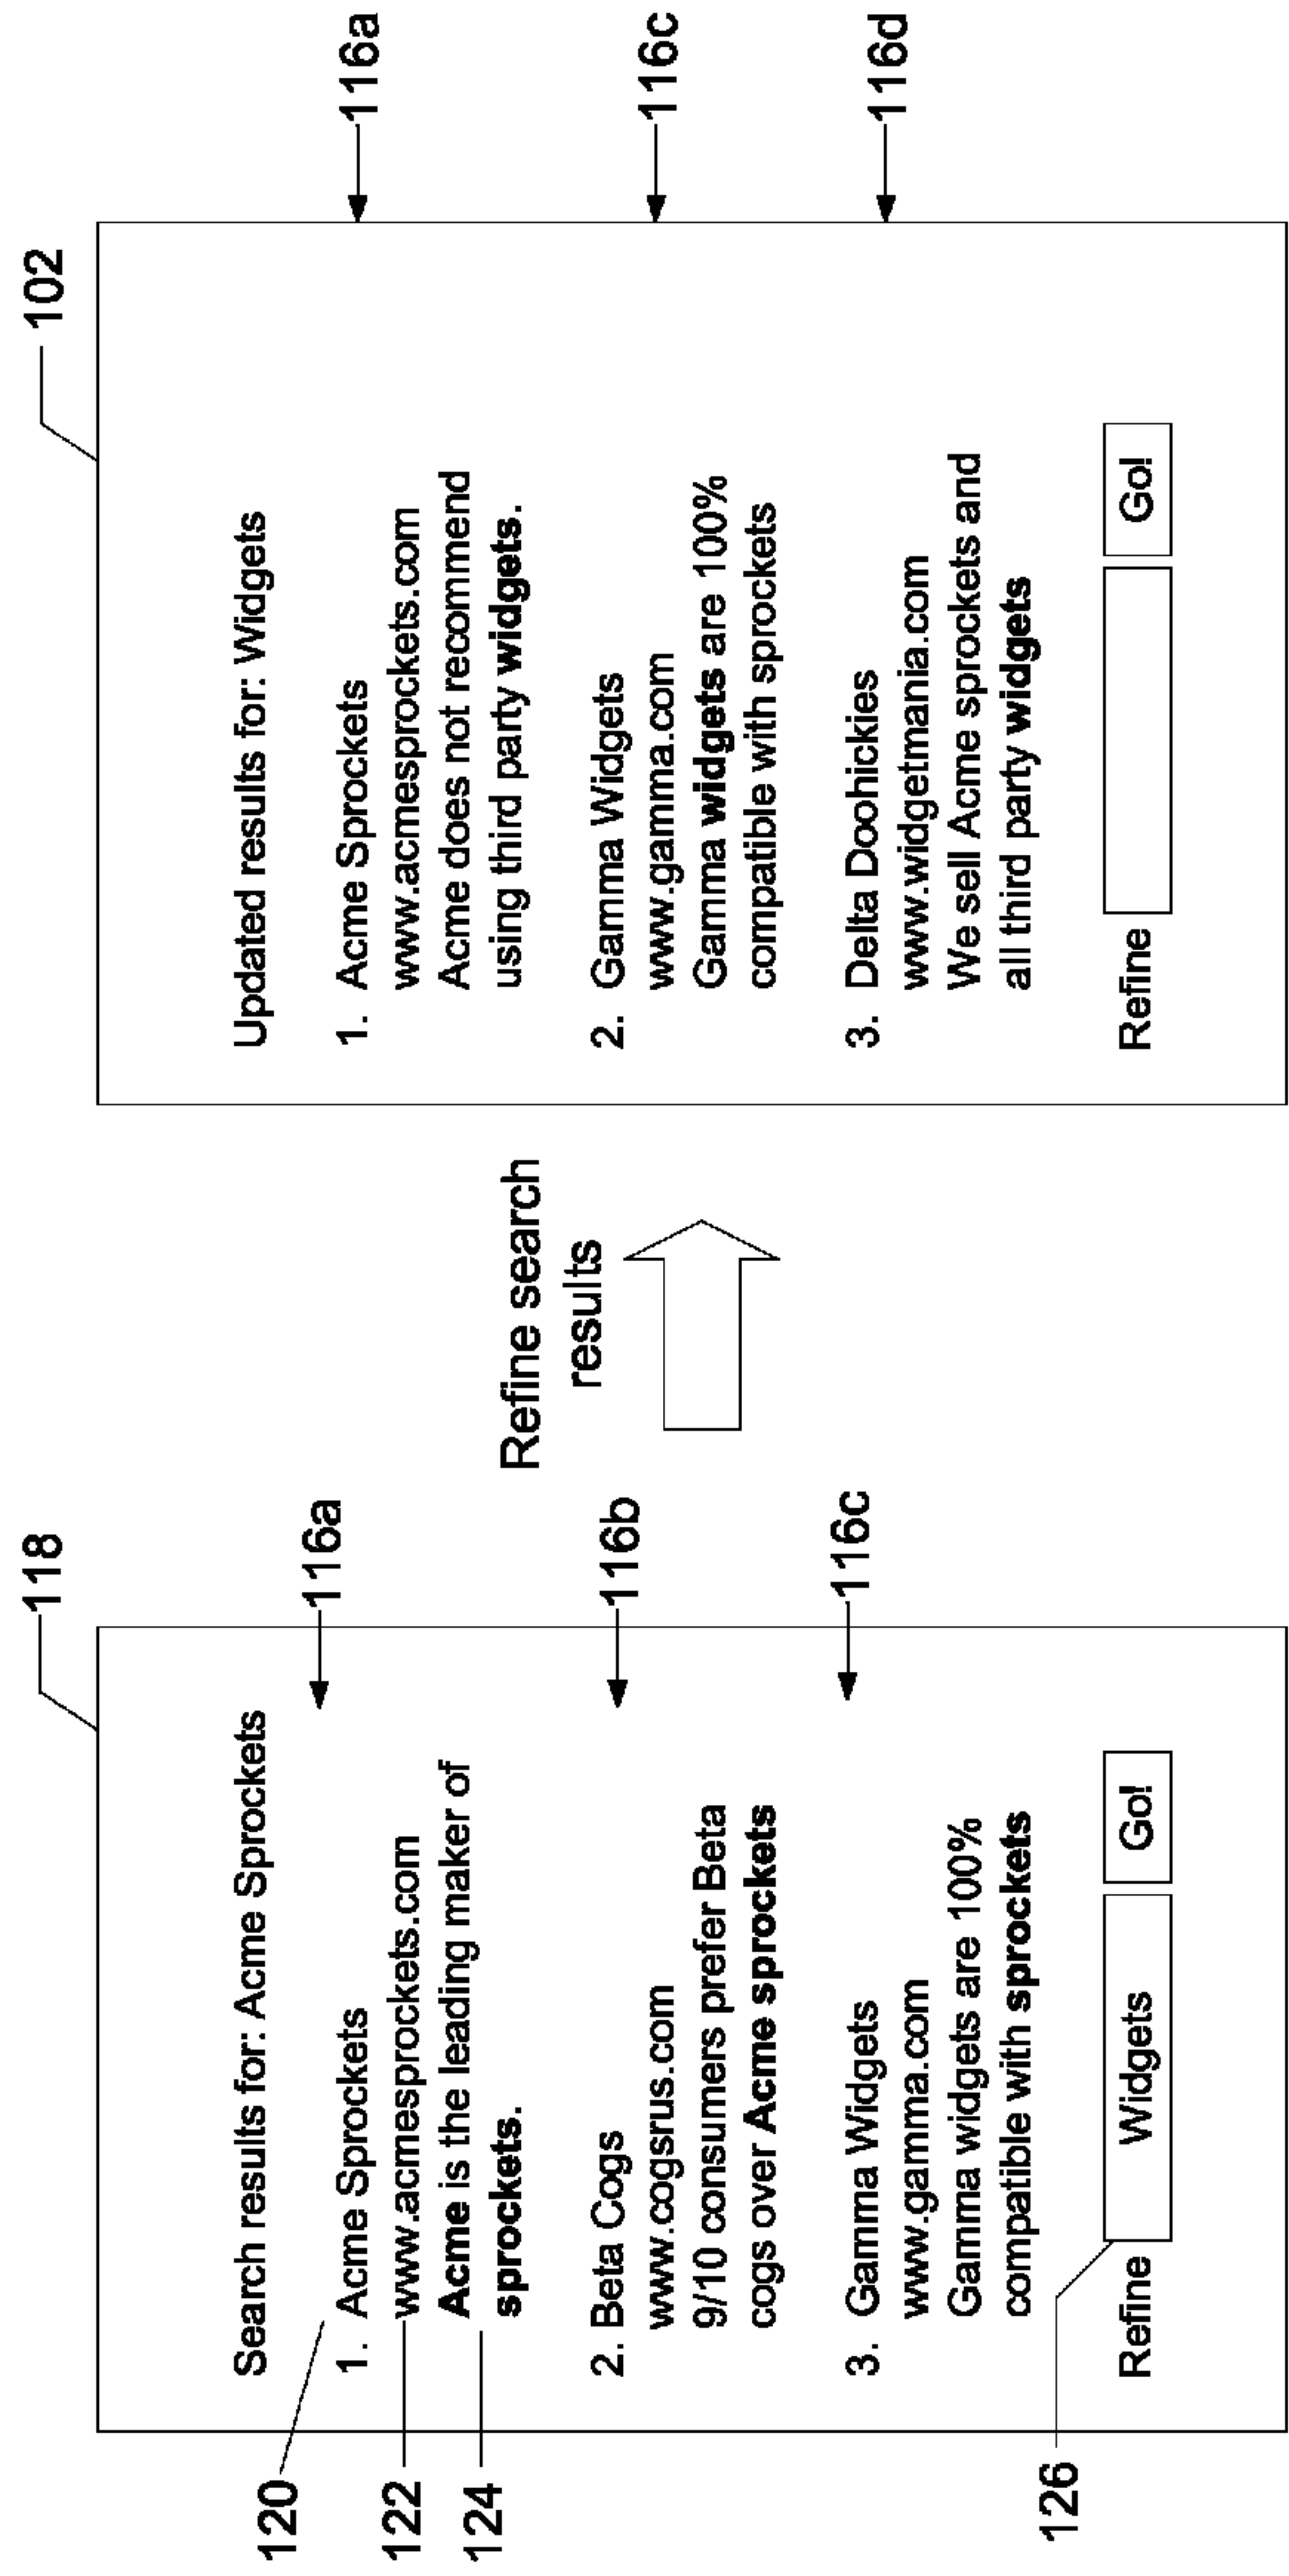 118
Search results for: Acme Sprockets
116a
120
1. Acme Sprockets
122
www.acmesprockets.com
124
Acme is the leading maker of
sprockets.
116b
2. Beta Cogs
www.cogsrus.com
9/10 consumers prefer Beta
cogs over Acme sprockets
116c
3. Gamma Widgets
www.gamma.com
Gamma widgets are 100%
compatible with sprockets
126
Refine Widgets Go!
Refine search
results
102
Updated results for: Widgets
116a
1. Acme Sprockets
www.acmesprockets.com
Acme does not recommend
using third party widgets.
116c
2. Gamma Widgets
www.gamma.com
Gamma widgets are 100%
compatible with sprockets
116d
3. Delta Doohickies
www.widgetmania.com
We sell Acme sprockets and
all third party widgets
Refine Go!